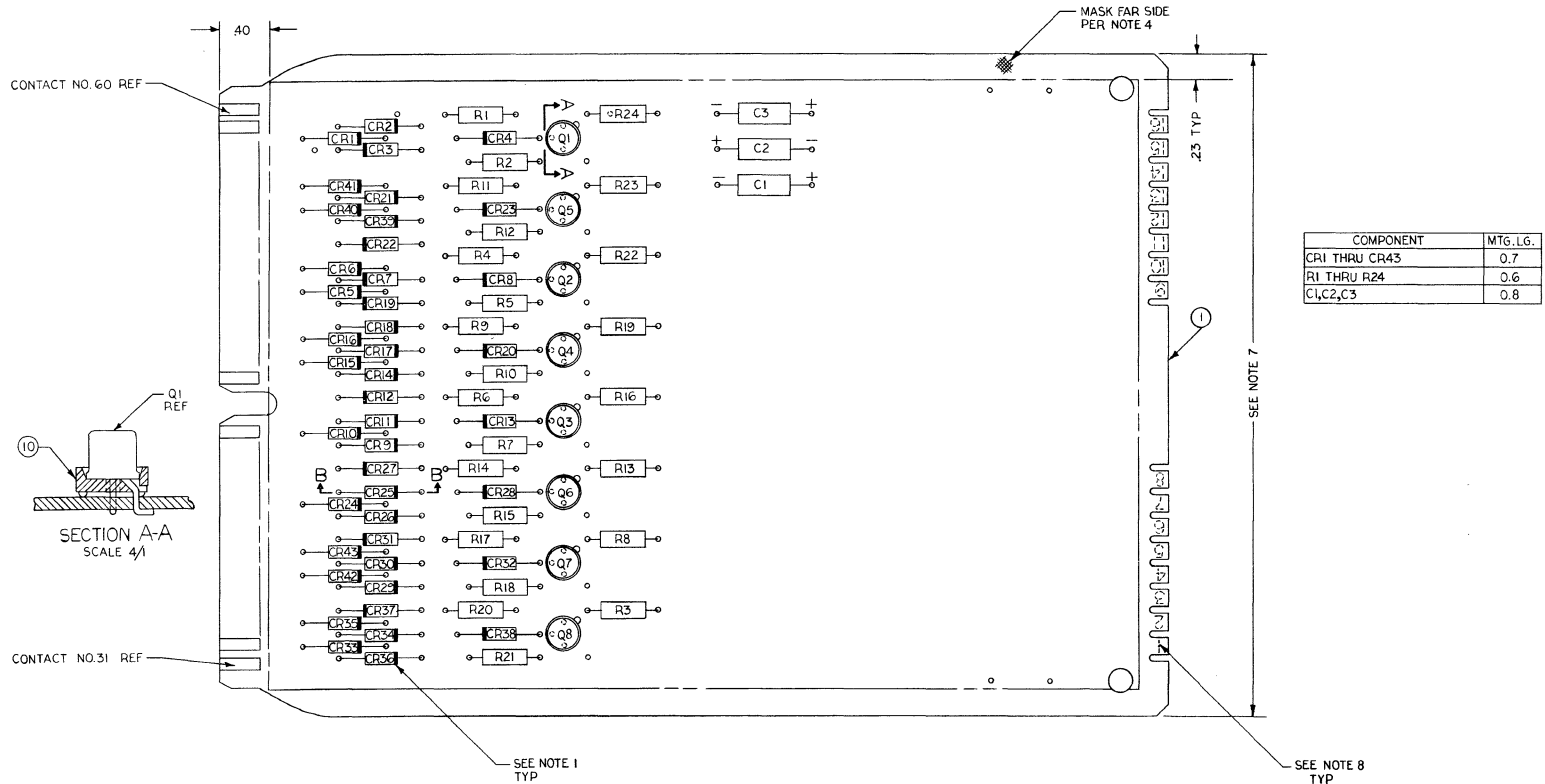 .40
MASK FAR SIDE
PER NOTE 4
CONTACT NO. 60 REF
.23 TYP
R1
A
R24
C3
CR2
CR1
CR4
Q1
CR3
C2
R2
A
CR41
R11
R23
C1
CR21
CR40
CR23
Q5
CR39
R12
CR22
R4
R22
CR6
CR7
CR8
Q2
CR5
CR19
R5
CR18
R9
R19
CR16
CR17
CR20
Q4
CR15
CR14
R10
CR12
R6
R16
CR11
CR13
Q3
CR10
CR9
R7
CR27
R14
R13
B
B
CR25
CR28
Q6
CR24
CR26
R15
CR31
R17
R8
CR43
CR30
CR32
Q7
CR42
CR29
R18
CR37
R20
R3
CR35
CR34
CR38
Q8
CR33
CR36
R21
COMPONENT MTG.LG.
CR1 THRU CR43 0.7
R1 THRU R24 0.6
C1,C2,C3 0.8
1
SEE NOTE 7
Q1
REF
10
SECTION A-A
SCALE 4/1
CONTACT NO.31 REF
SEE NOTE 1
TYP
SEE NOTE 8
TYP